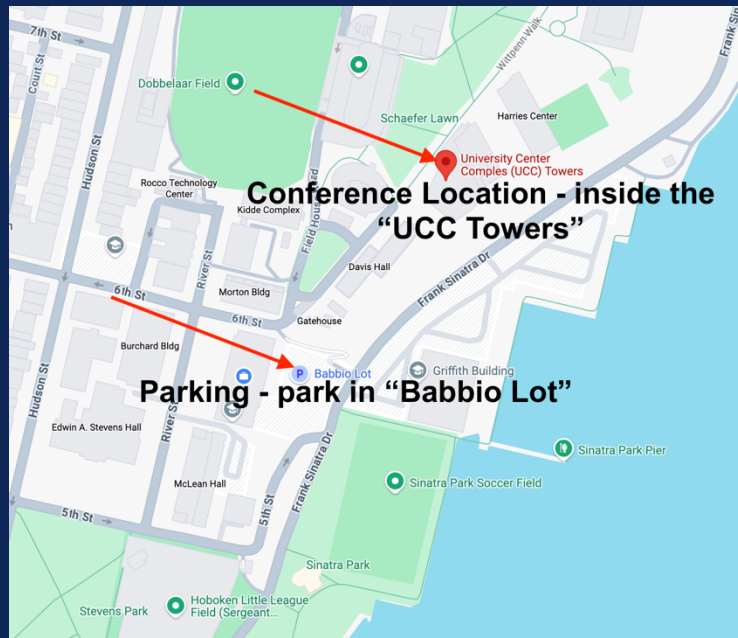 7th St
Court St
Hudson St
Dobbelaar Field
Schaefer Lawn
Wittpenn Walk
Frank Sinatra Dr
Harries Center
University Center
Comples (UCC) Towers
Rocco Technology
Center
Kidde Complex
Field House Rd
Conference Location - inside the
“UCC Towers”
Davis Hall
Frank Sinatra Dr
River St
Morton Bldg
6th St
6th St
Gatehouse
Burchard Bldg
P
Babbio Lot
Griffith Building
Parking - park in “Babbio Lot”
Hudson St
River St
Edwin A. Stevens Hall
McLean Hall
Frank Sinatra Dr
Sinatra Park Pier
Sinatra Park Soccer Field
5th St
5th St
Sinatra Park
Stevens Park
Hoboken Little League
Field (Sergeant...